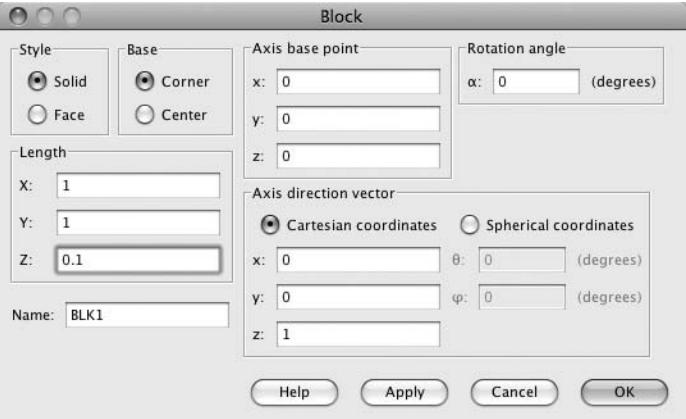 Block
Style
Solid
Face
Base
Corner
Center
Length
X: 1
Y: 1
Z: 0.1
Name: BLK1
Axis base point
x: 0
y: 0
z: 0
Rotation angle
α: 0 (degrees)
Axis direction vector
Cartesian coordinates Spherical coordinates
x: 0 θ: 0 (degrees)
y: 0 φ: 0 (degrees)
z: 1
Help Apply Cancel OK